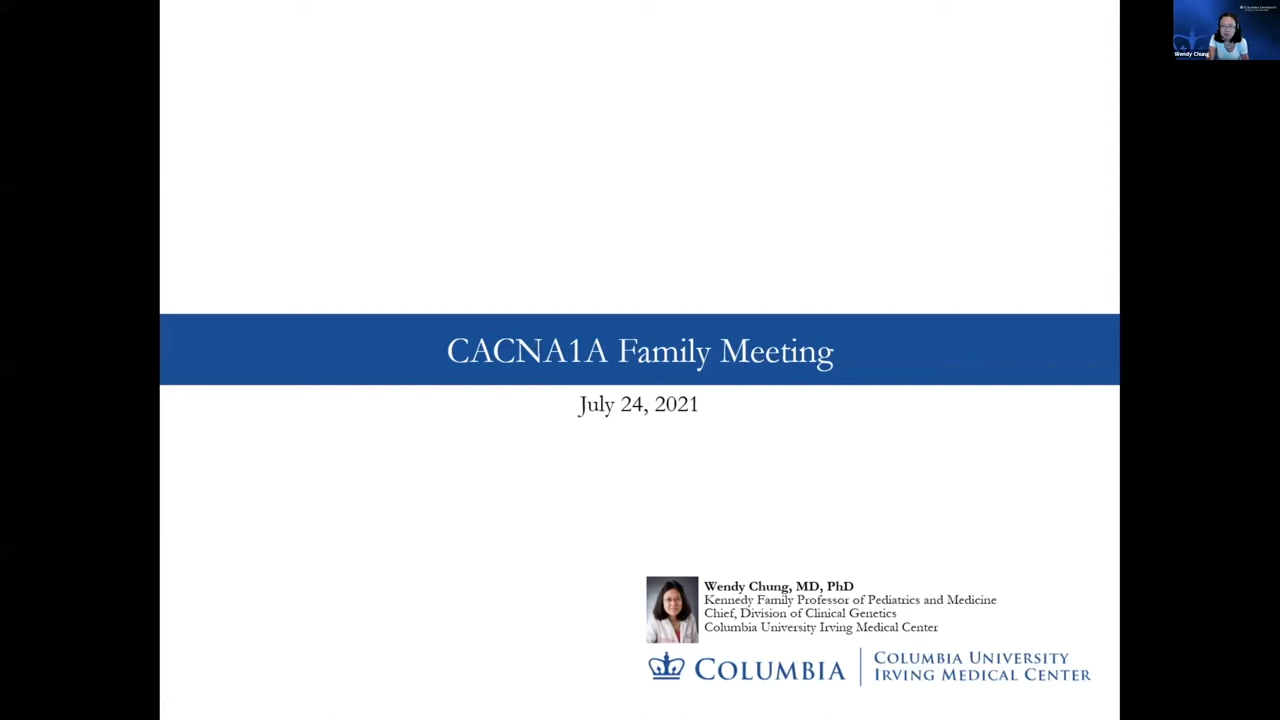 Wendy Chung
CACNA1A Family Meeting
July 24, 2021
Wendy Chung, MD, PhD
Kennedy Family Professor of Pediatrics and Medicine
Chief, Division of Clinical Genetics
Columbia University Irving Medical Center
COLUMBIA
COLUMBIA UNIVERSITY
IRVING MEDICAL CENTER